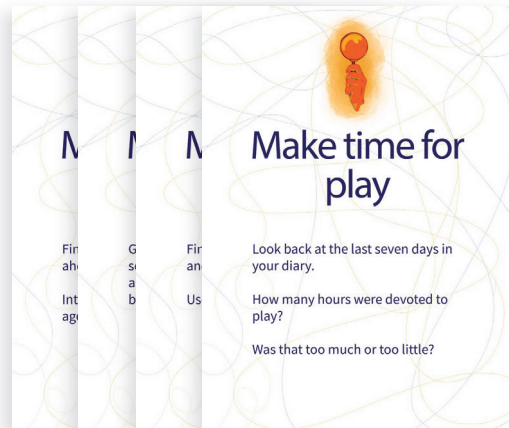 Make time for
play
Look back at the last seven days in
your diary.
How many hours were devoted to
play?
Was that too much or too little?